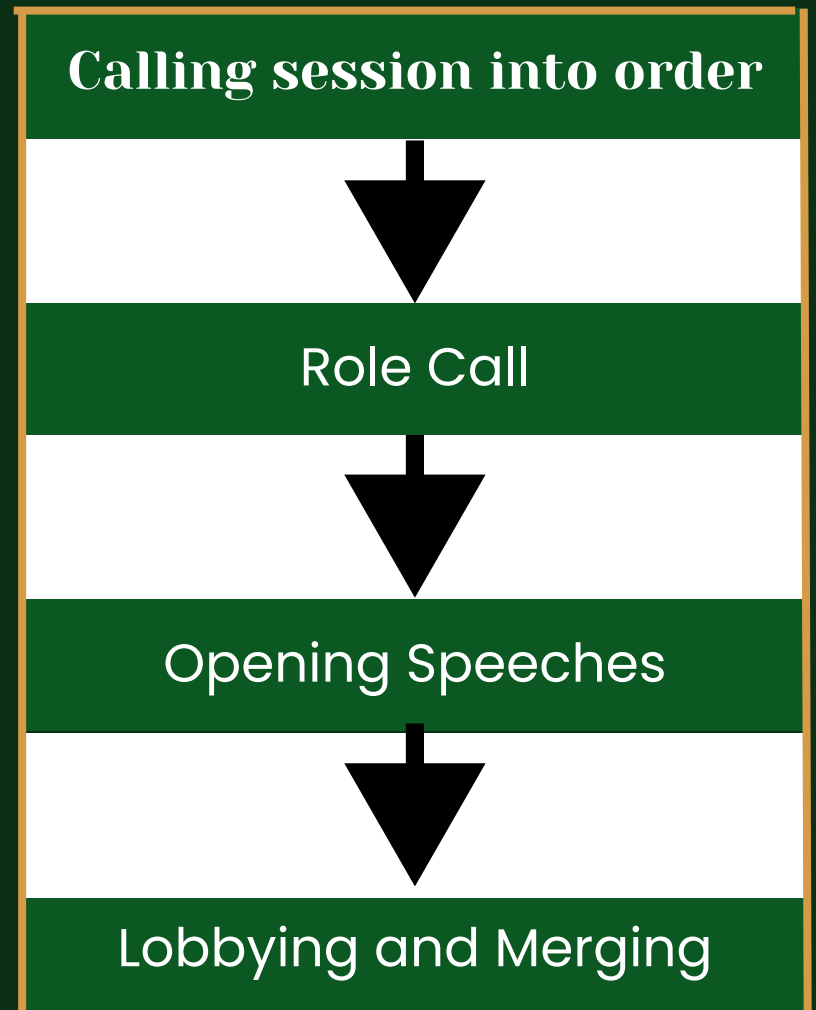 Calling session into order
Role Call
Opening Speeches
Lobbying and Merging